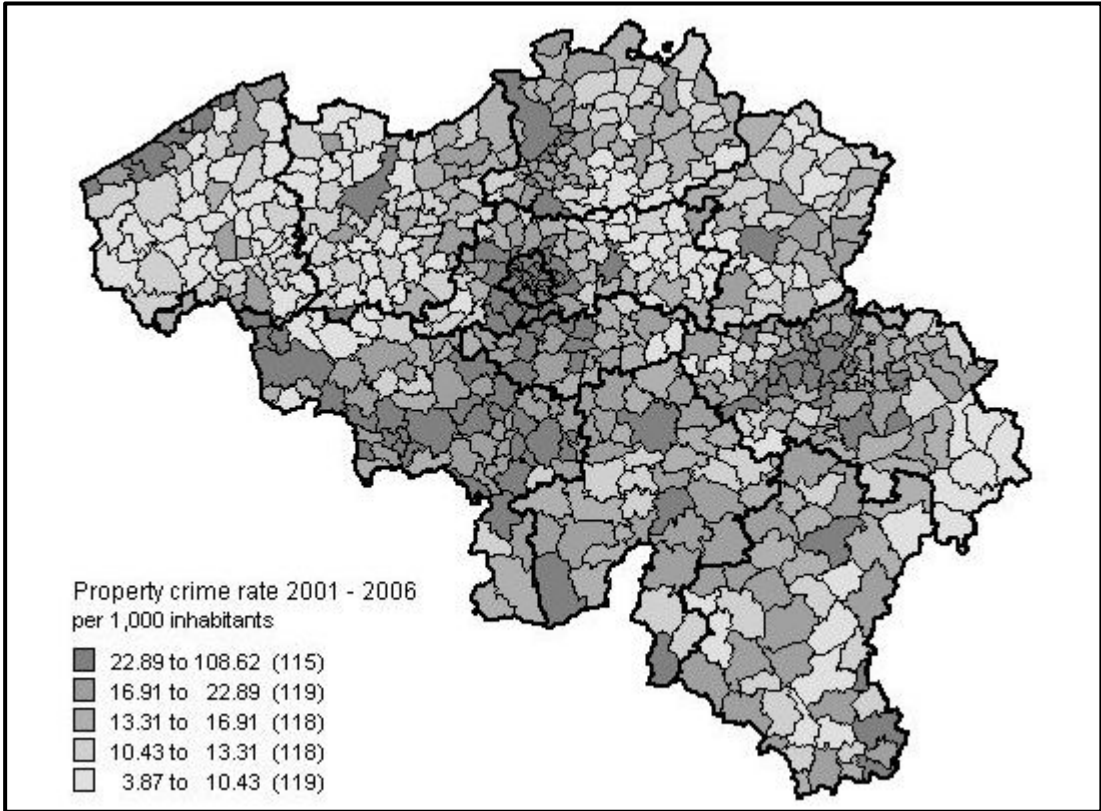 Property crime rate 2001 - 2006
per 1,000 inhabitants
22.89 to 108.62 (115)
16.91 to 22.89 (119)
13.31 to 16.91 (118)
10.43 to 13.31 (118)
3.87 to 10.43 (119)